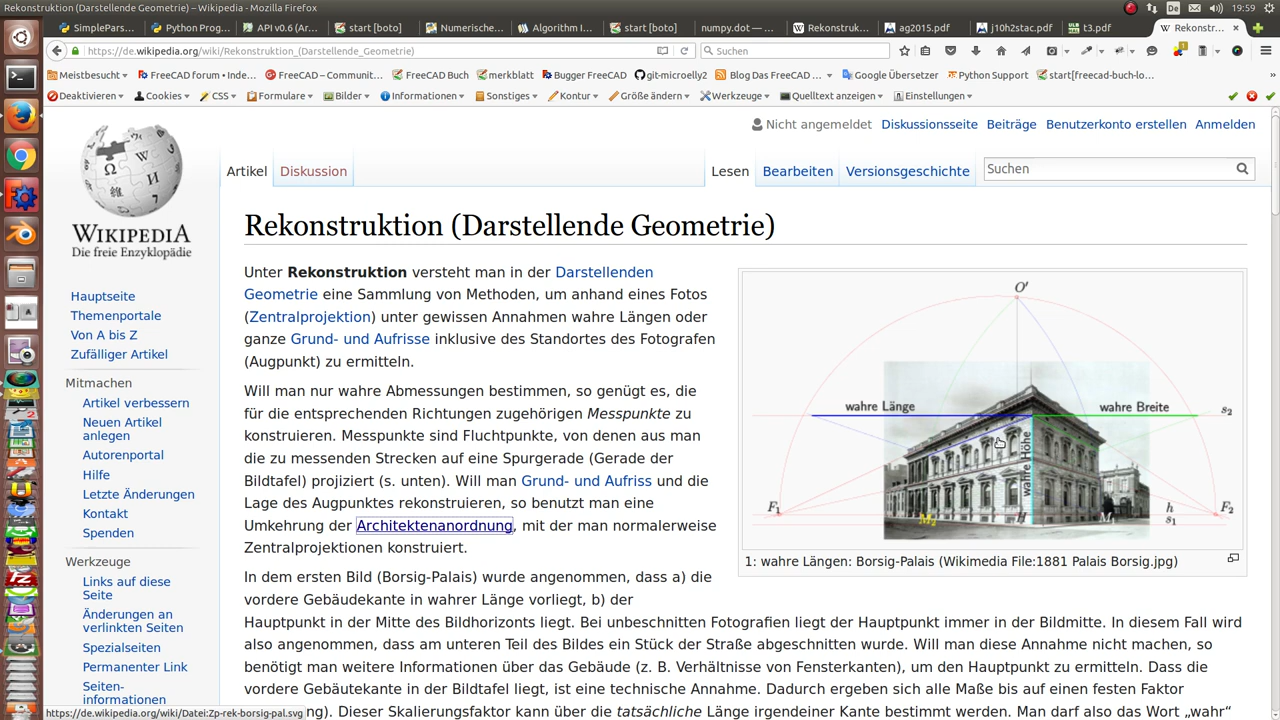 Rekonstruktion (Darstellende Geometrie) – Wikipedia - Mozilla Firefox
De
19:59
SimplePars...
Python Prog...
API v0.6 (Ar...
start [boto]
Numerische...
Algorithm I...
start [boto]
numpy.dot — ...
Rekonstruk...
ag2015.pdf
j10h2stac.pdf
t3.pdf
Rekonstr...
https://de.wikipedia.org/wiki/Rekonstruktion_(Darstellende_Geometrie)
Suchen
Meistbesucht
FreeCAD forum • Inde...
FreeCAD – Communit...
FreeCAD Buch
merkblatt
Bugger FreeCAD
git-microelly2
Blog Das FreeCAD ...
Google Übersetzer
Python Support
start[freecad-buch-lo...
Deaktivieren
Cookies
CSS
Formulare
Bilder
Informationen
Sonstiges
Kontur
Größe ändern
Werkzeuge
Quelltext anzeigen
Einstellungen
Nicht angemeldet
Diskussionsseite
Beiträge
Benutzerkonto erstellen
Anmelden
Artikel
Diskussion
Lesen
Bearbeiten
Versionsgeschichte
Suchen
WIKIPEDIA
Die freie Enzyklopädie
Hauptseite
Themenportale
Von A bis Z
Zufälliger Artikel
Mitmachen
Artikel verbessern
Neuen Artikel
anlegen
Autorenportal
Hilfe
Letzte Änderungen
Kontakt
Spenden
Werkzeuge
Links auf diese
Seite
Änderungen an
verlinkten Seiten
Spezialseiten
Permanenter Link
Seiten-
informationen
Rekonstruktion (Darstellende Geometrie)
Unter Rekonstruktion versteht man in der Darstellenden
Geometrie eine Sammlung von Methoden, um anhand eines Fotos
(Zentralprojektion) unter gewissen Annahmen wahre Längen oder
ganze Grund- und Aufrisse inklusive des Standortes des Fotografen
(Augpunkt) zu ermitteln.
Will man nur wahre Abmessungen bestimmen, so genügt es, die
für die entsprechenden Richtungen zugehörigen Messpunkte zu
konstruieren. Messpunkte sind Fluchtpunkte, von denen aus man
die zu messenden Strecken auf eine Spurgerade (Gerade der
Bildtafel) projiziert (s. unten). Will man Grund- und Aufriss und die
Lage des Augpunktes rekonstruieren, so benutzt man eine
Umkehrung der Architektenanordnung, mit der man normalerweise
Zentralprojektionen konstruiert.
O'
wahre Länge
wahre Breite
s2
wahre Höhe
F1
M2
H
M
h
s1
F2
1: wahre Längen: Borsig-Palais (Wikimedia File:1881 Palais Borsig.jpg)
In dem ersten Bild (Borsig-Palais) wurde angenommen, dass a) die
vordere Gebäudekante in wahrer Länge vorliegt, b) der
Hauptpunkt in der Mitte des Bildhorizonts liegt. Bei unbeschnitten Fotografien liegt der Hauptpunkt immer in der Bildmitte. In diesem Fall wird
also angenommen, dass am unteren Teil des Bildes ein Stück der Straße abgeschnitten wurde. Will man diese Annahme nicht machen, so
benötigt man weitere Informationen über das Gebäude (z. B. Verhältnisse von Fensterkanten), um den Hauptpunkt zu ermitteln. Dass die
vordere Gebäutekante in der Bildtafel liegt, ist eine technische Annahme. Dadurch ergeben sich alle Maße bis auf einen festen Faktor
ng). Dieser Skalierungsfaktor kann über die tatsächliche Länge irgendeiner Kante bestimmt werden. Man darf also das Wort „wahr“
https://de.wikipedia.org/wiki/Datei:Zp-rek-borsig-pal.svg